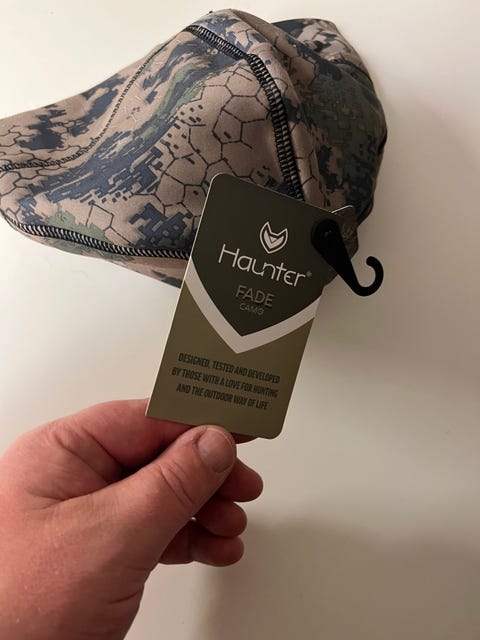 Haunter®
FADE
CAMO
DESIGNED, TESTED AND DEVELOPED
BY THOSE WITH A LOVE FOR HUNTING
AND THE OUTDOOR WAY OF LIFE